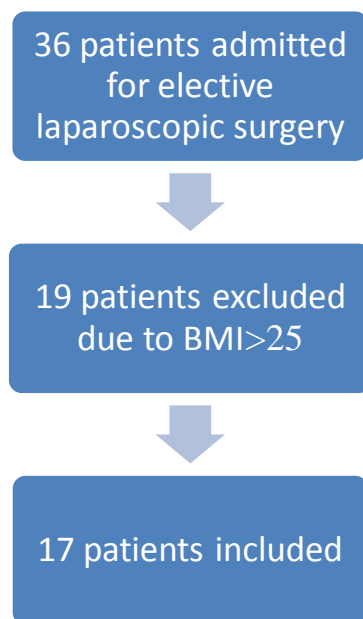 36 patients admitted
for elective
laparoscopic surgery
19 patients excluded
due to BMI>25
17 patients included